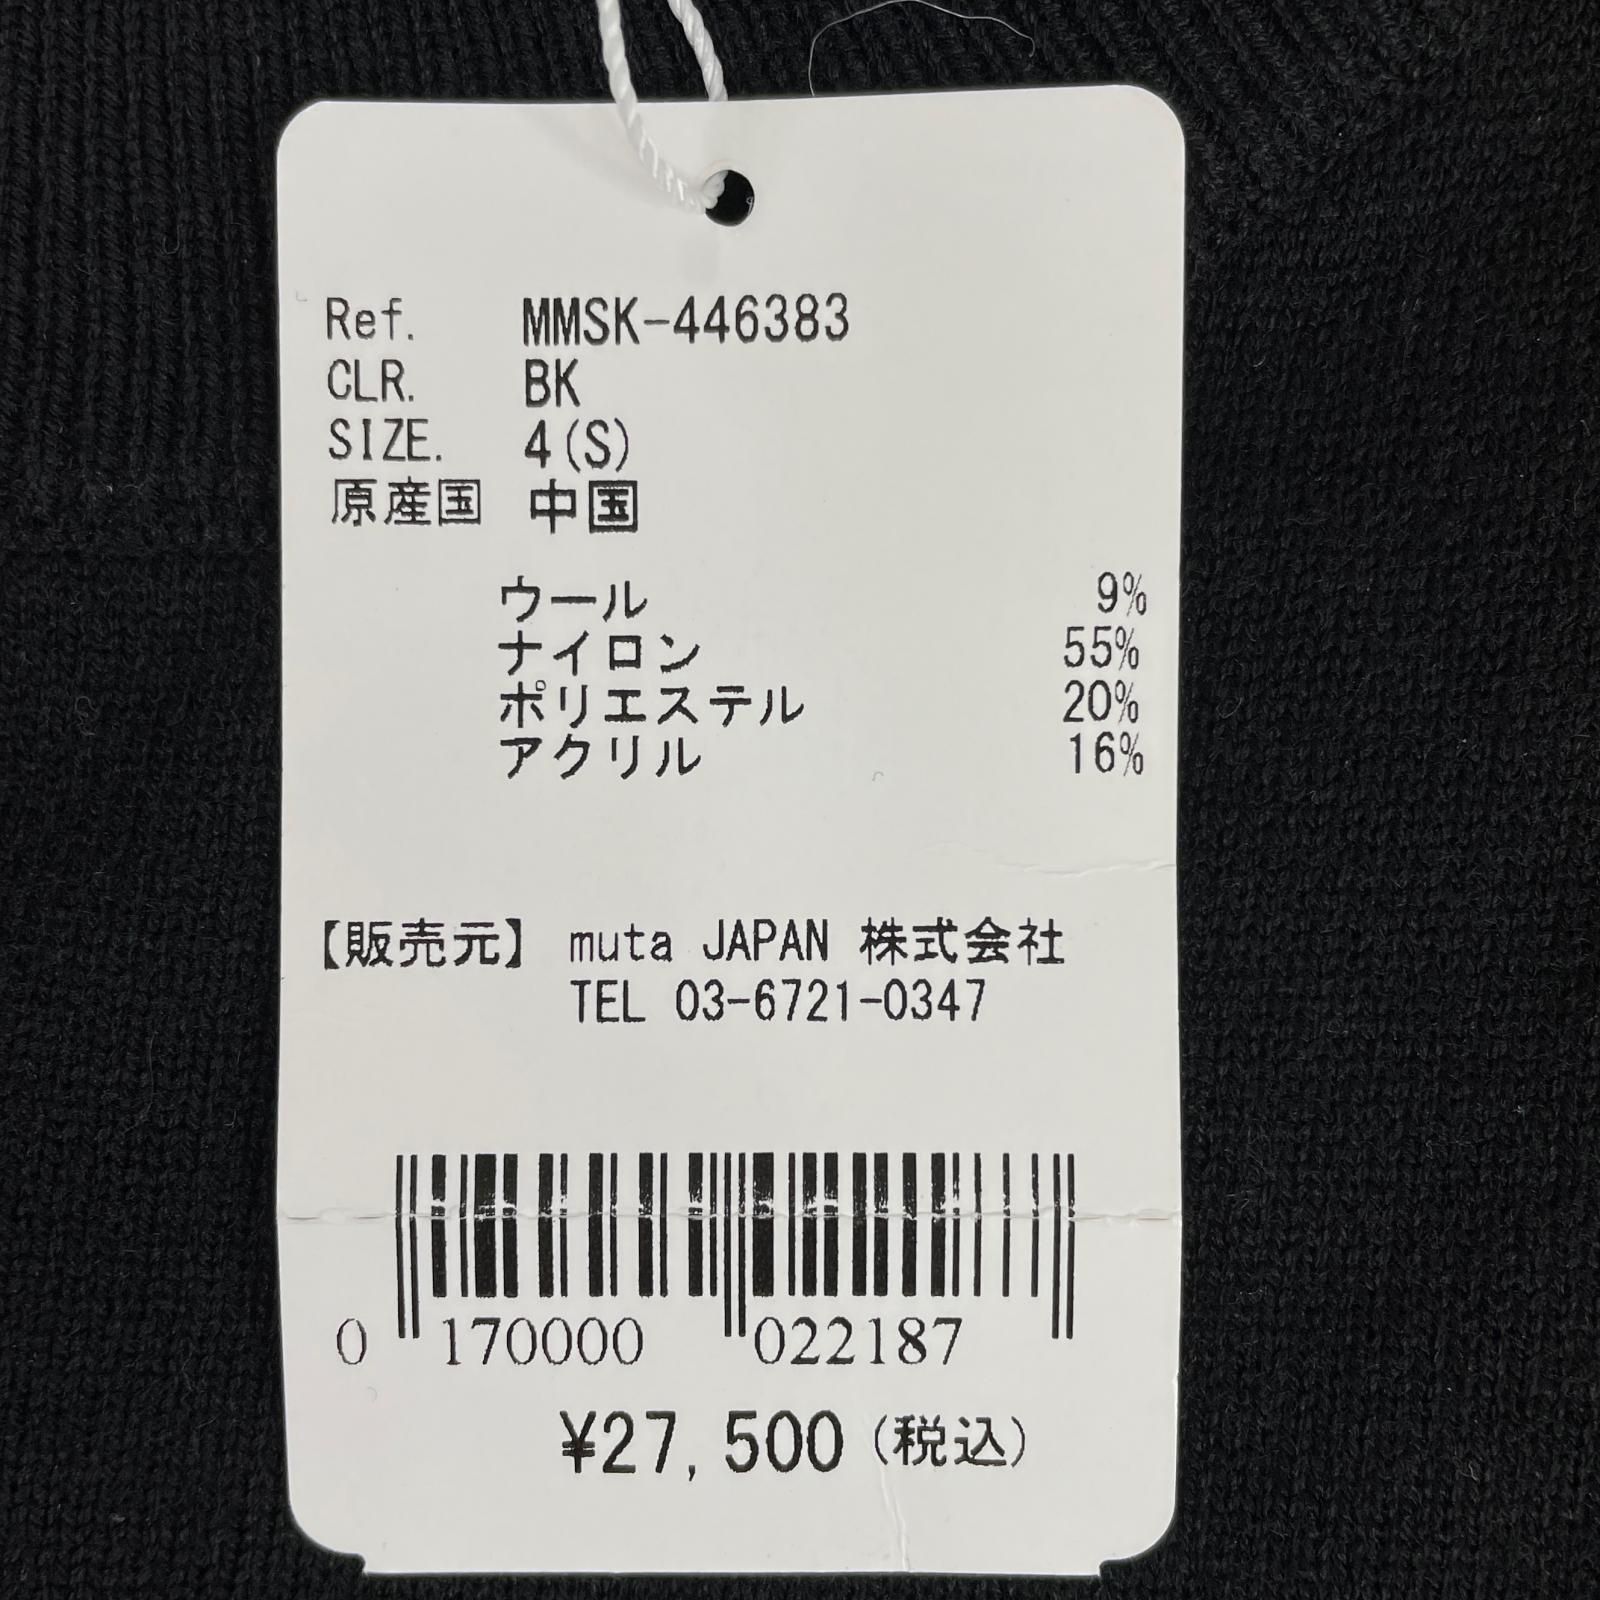 Ref. MMSK-446383
CLR. BK
SIZE. 4(S)
原産国 中国
ウール 9%
ナイロン 55%
ポリエステル 20%
アクリル 16%
【販売元】 muta JAPAN 株式会社
TEL 03-6721-0347
0 170000 022187
¥27,500(税込)